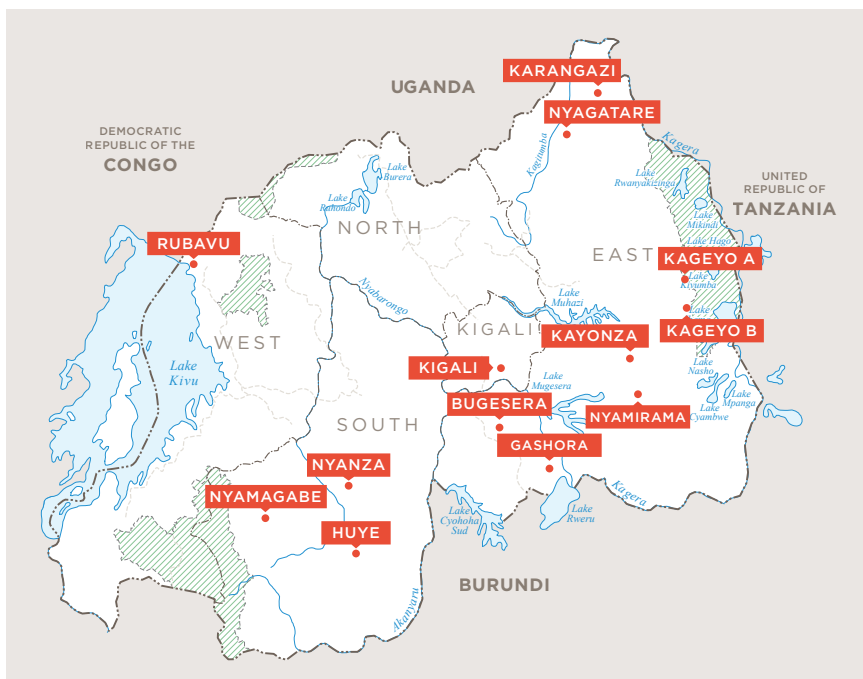 KARANGAZI
UGANDA
NYAGATARE
DEMOCRATIC
REPUBLIC OF THE
CONGO
Kagitumba
Kagera
Lake
Burera
Lake
Rwanyakizinga
UNITED
REPUBLIC OF
TANZANIA
Lake
Ruhondo
NORTH
Lake
Mikindi
RUBAVU
Lake Hago
EAST
KAGEYO A
Lake
Kivumba
Nyabarongo
Lake
Muhazi
Lake
KIGALI
KAYONZA
KAGEYO B
WEST
Lake
Kivu
KIGALI
Lake
Nasho
Lake
Mugesera
Lake
Mpanga
BUGESERA
NYAMIRAMA
Lake
Cyambwe
SOUTH
GASHORA
NYANZA
NYAMAGABE
Kagera
Lake
Cyohoha
Sud
Lake
Rweru
HUYE
BURUNDI
Akanyaru